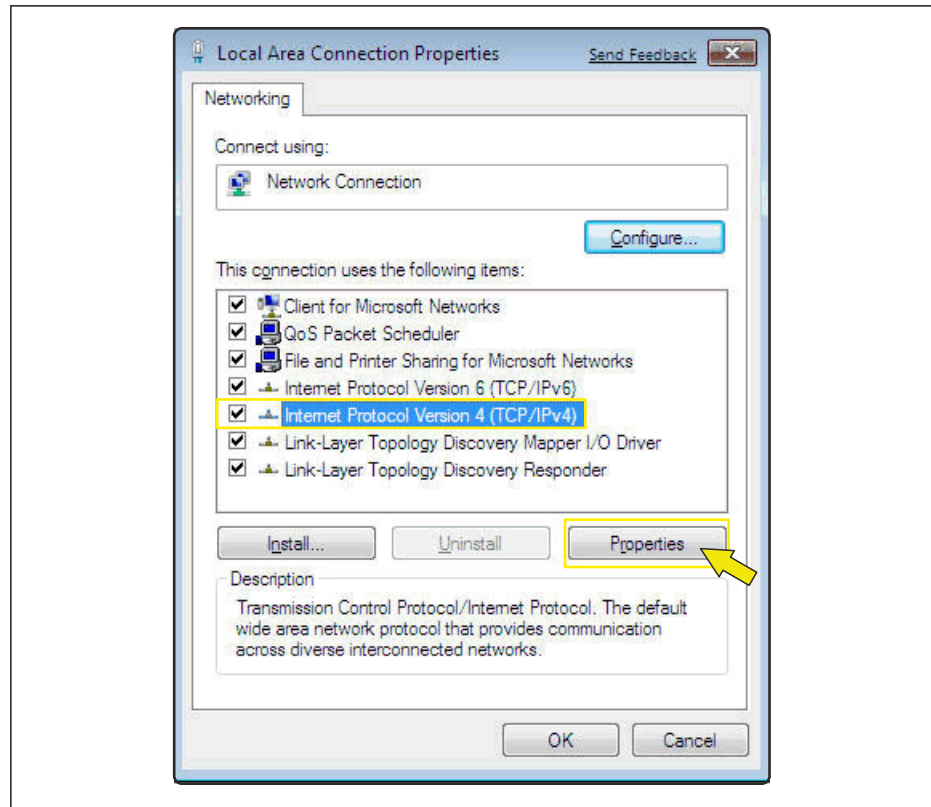 Local Area Connection Properties Send Feedback
Networking
Connect using:
Network Connection
Configure...
This connection uses the following items:
Client for Microsoft Networks
QoS Packet Scheduler
File and Printer Sharing for Microsoft Networks
Internet Protocol Version 6 (TCP/IPv6)
Internet Protocol Version 4 (TCP/IPv4)
Link-Layer Topology Discovery Mapper I/O Driver
Link-Layer Topology Discovery Responder
Install... Uninstall Properties
Description
Transmission Control Protocol/Internet Protocol. The default
wide area network protocol that provides communication
across diverse interconnected networks.
OK Cancel